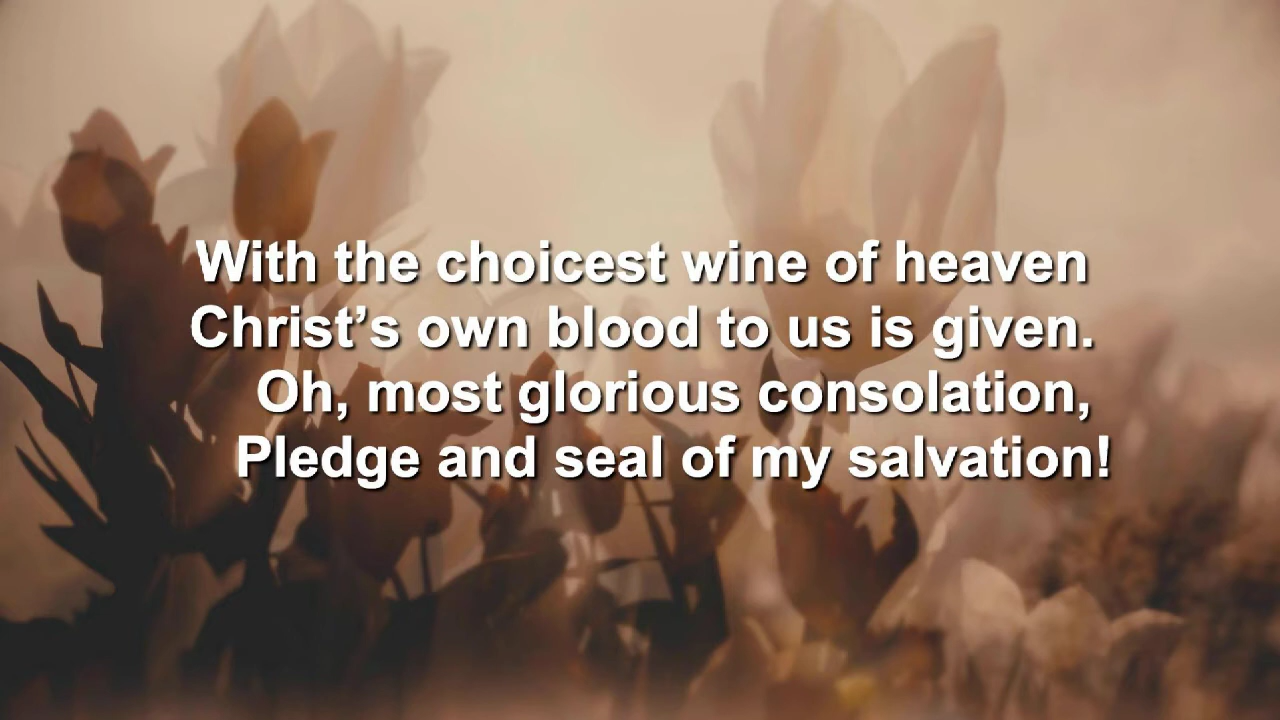 With the choicest wine of heaven
Christ’s own blood to us is given.
Oh, most glorious consolation,
Pledge and seal of my salvation!